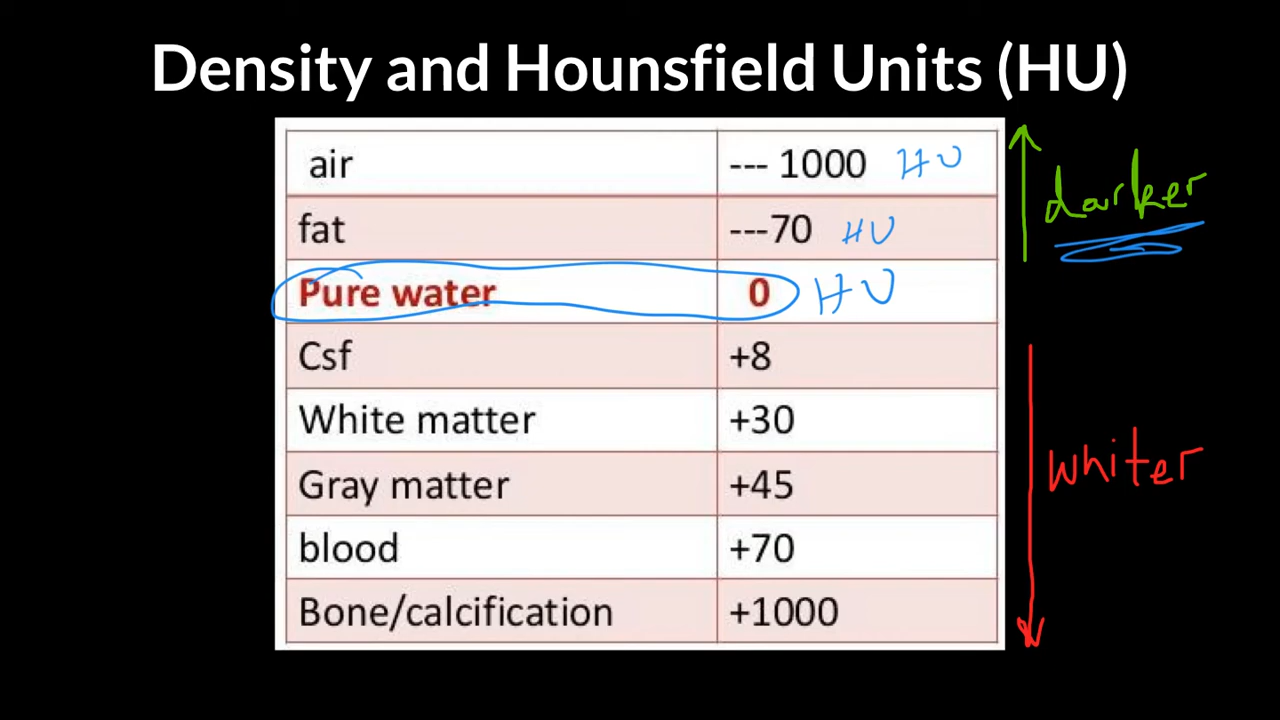 Density and Hounsfield Units (HU)
air --- 1000 HU
darker
fat ---70 HU
Pure water 0 HU
Csf +8
White matter +30
whiter
Gray matter +45
blood +70
Bone/calcification +1000